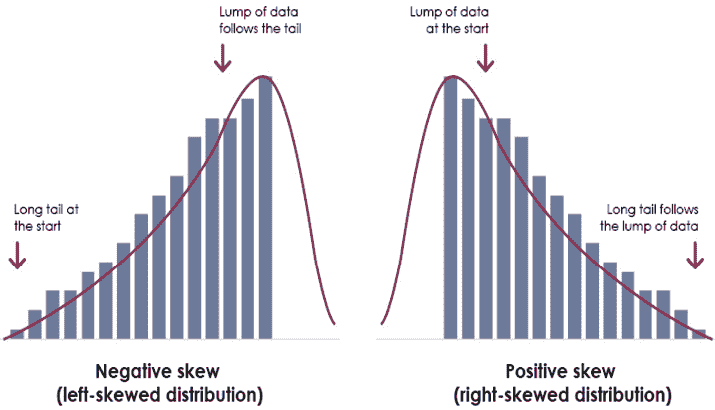 Lump of data
follows the tail
Long tail at
the start
Negative skew
(left-skewed distribution)
Lump of data
at the start
Long tail follows
the lump of data
Positive skew
(right-skewed distribution)